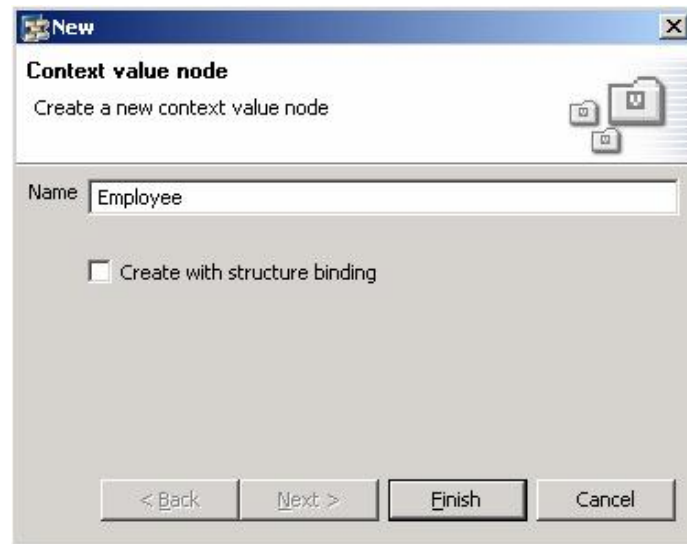 New
Context value node
Create a new context value node
Name Employee
Create with structure binding
< Back Next > Finish Cancel